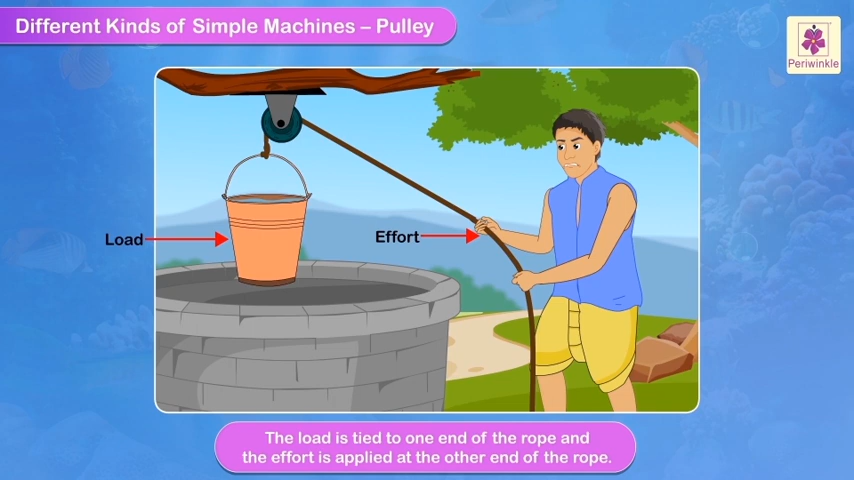 Different Kinds of Simple Machines – Pulley
Periwinkle
Load
Effort
The load is tied to one end of the rope and
the effort is applied at the other end of the rope.